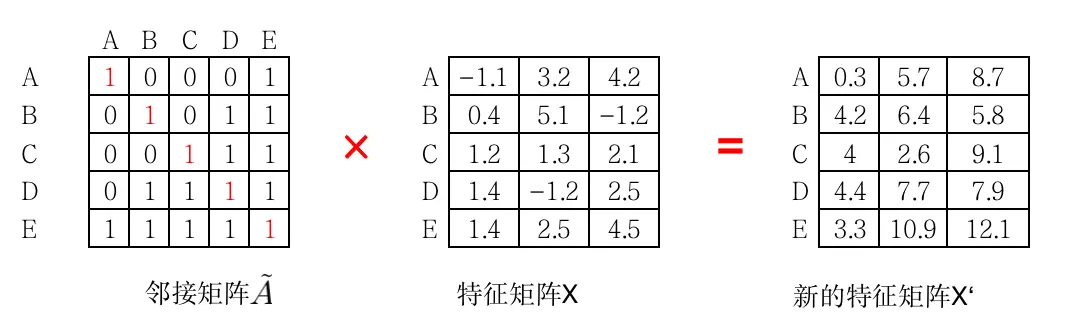 A B C D E
A 1 0 0 0 1 A -1.1 3.2 4.2 A 0.3 5.7 8.7
B 0 1 0 1 1 B 0.4 5.1 -1.2 B 4.2 6.4 5.8
C 0 0 1 1 1 × C 1.2 1.3 2.1 = C 4 2.6 9.1
D 0 1 1 1 1 D 1.4 -1.2 2.5 D 4.4 7.7 7.9
E 1 1 1 1 1 E 1.4 2.5 4.5 E 3.3 10.9 12.1
邻接矩阵Ã 特征矩阵X 新的特征矩阵X‘